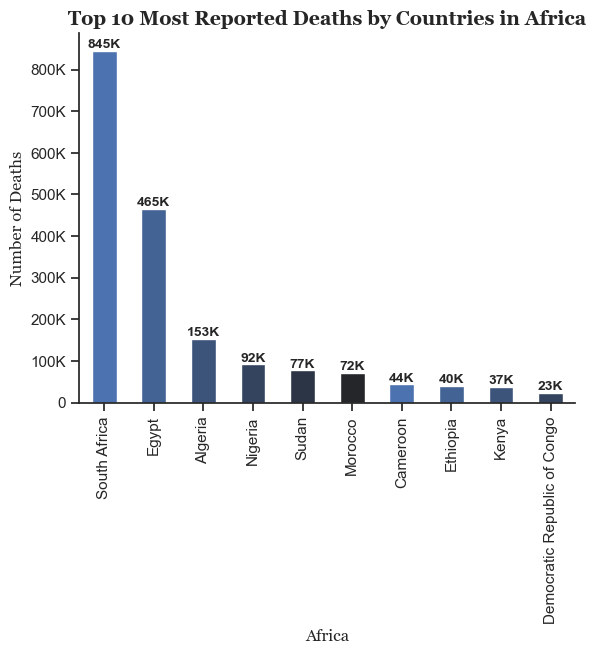 Top 10 Most Reported Deaths by Countries in Africa
845K
800K
700K
600K
Number of Deaths
500K
465K
400K
300K
200K
153K
100K
92K
77K
72K
44K
40K
37K
23K
0
South Africa
Egypt
Algeria
Nigeria
Sudan
Morocco
Cameroon
Ethiopia
Kenya
Democratic Republic of Congo
Africa